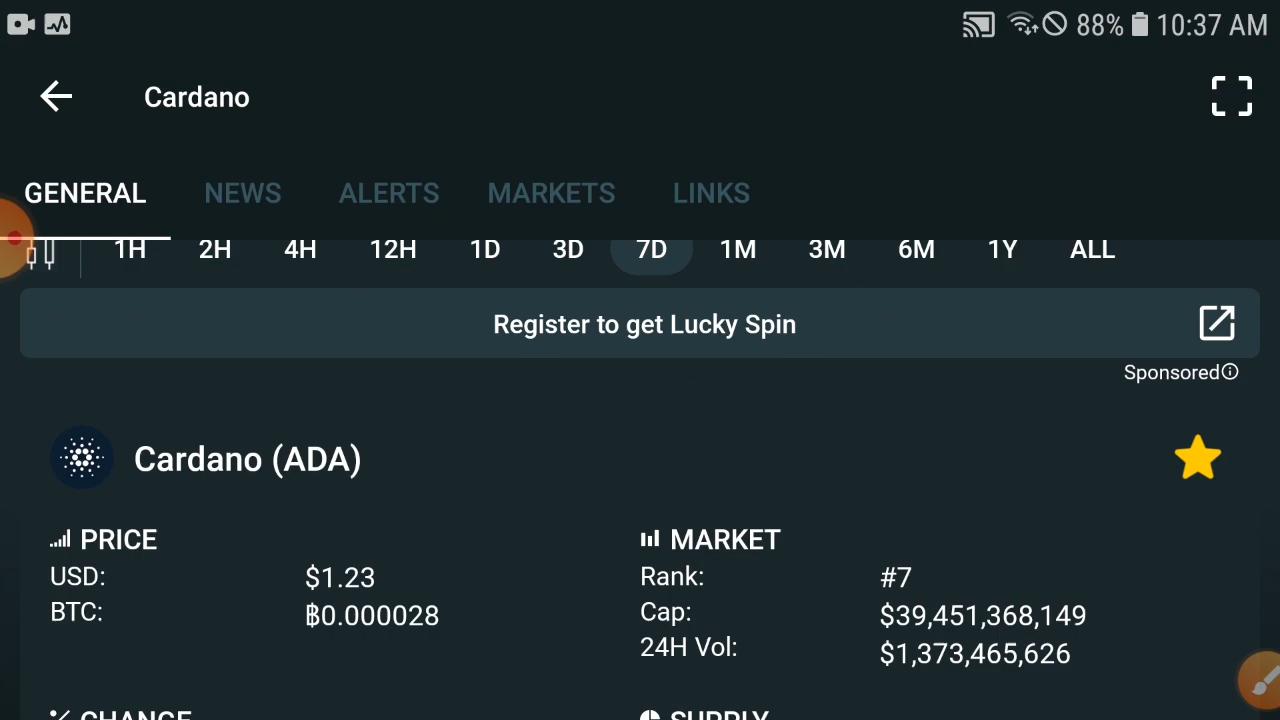 88% 10:37 AM
Cardano
GENERAL NEWS ALERTS MARKETS LINKS
1H 2H 4H 12H 1D 3D 7D 1M 3M 6M 1Y ALL
Register to get Lucky Spin
Sponsored
Cardano (ADA)
PRICE
USD: $1.23
BTC: ₿0.000028
MARKET
Rank: #7
Cap: $39,451,368,149
24H Vol: $1,373,465,626
CHANGE
SUPPLY